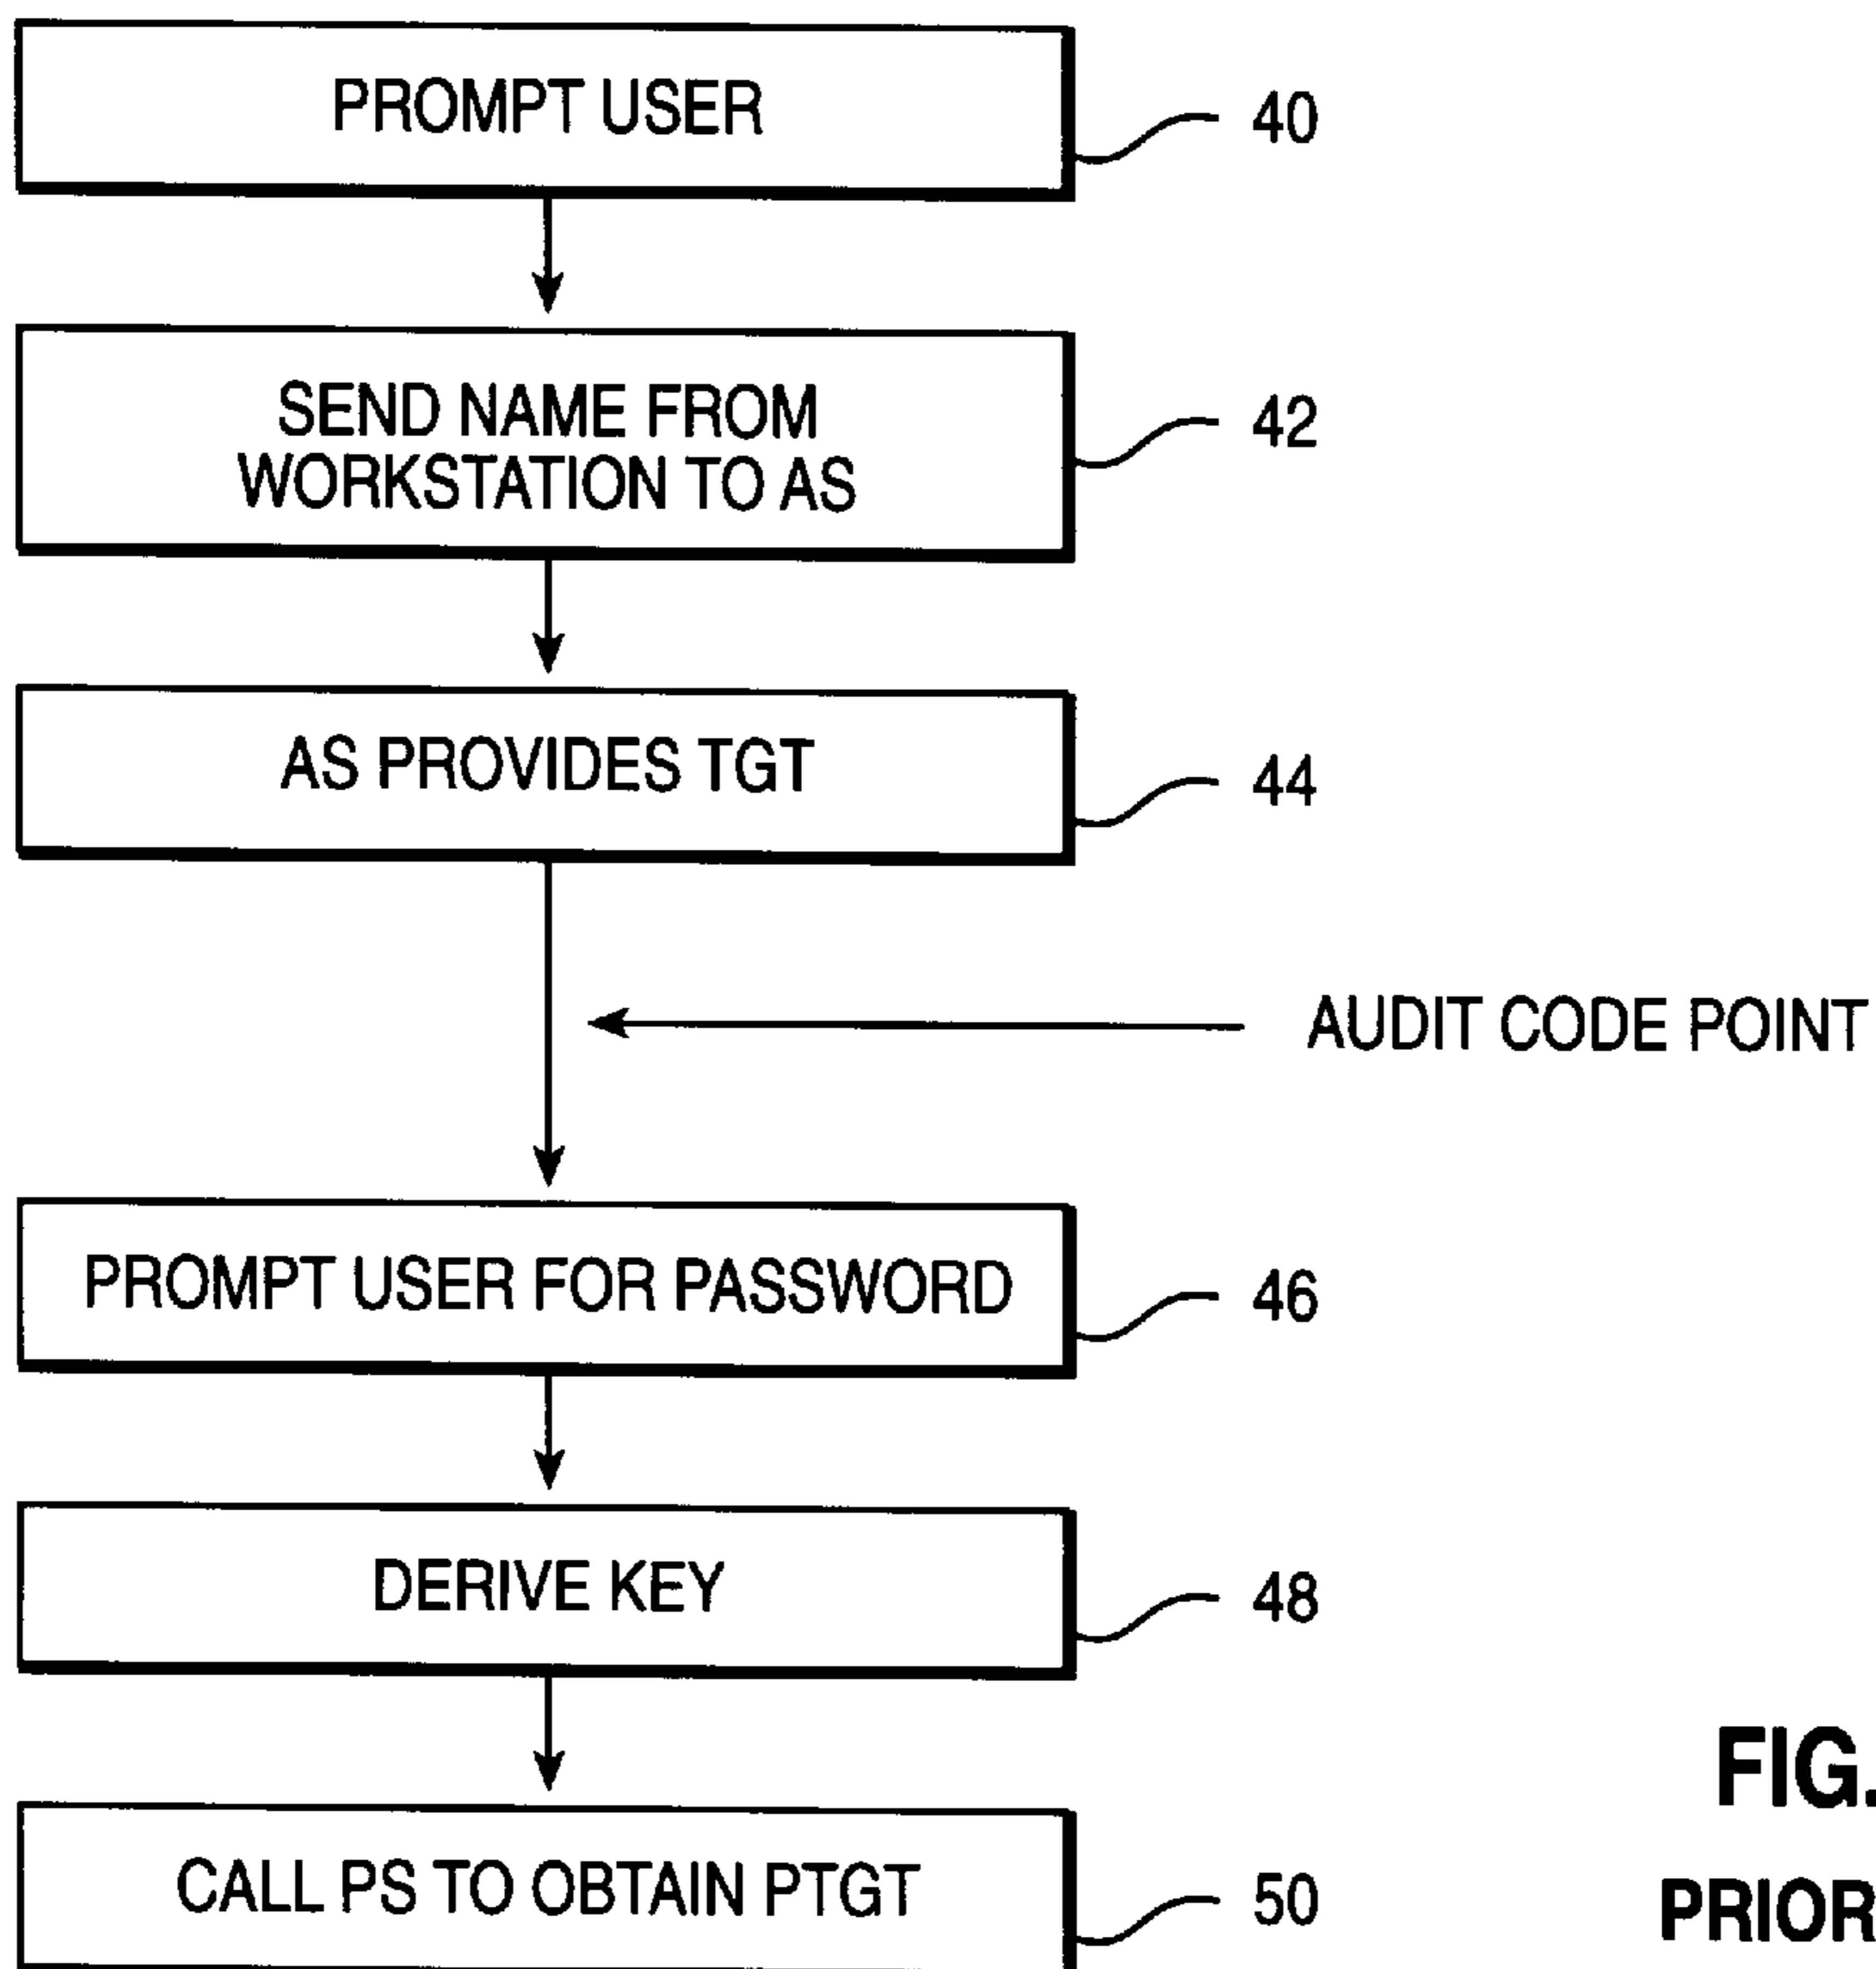 PROMPT USER
40
SEND NAME FROM
WORKSTATION TO AS
42
AS PROVIDES TGT
44
AUDIT CODE POINT
PROMPT USER FOR PASSWORD
46
DERIVE KEY
48
FIG.
CALL PS TO OBTAIN PTGT
50
PRIOR